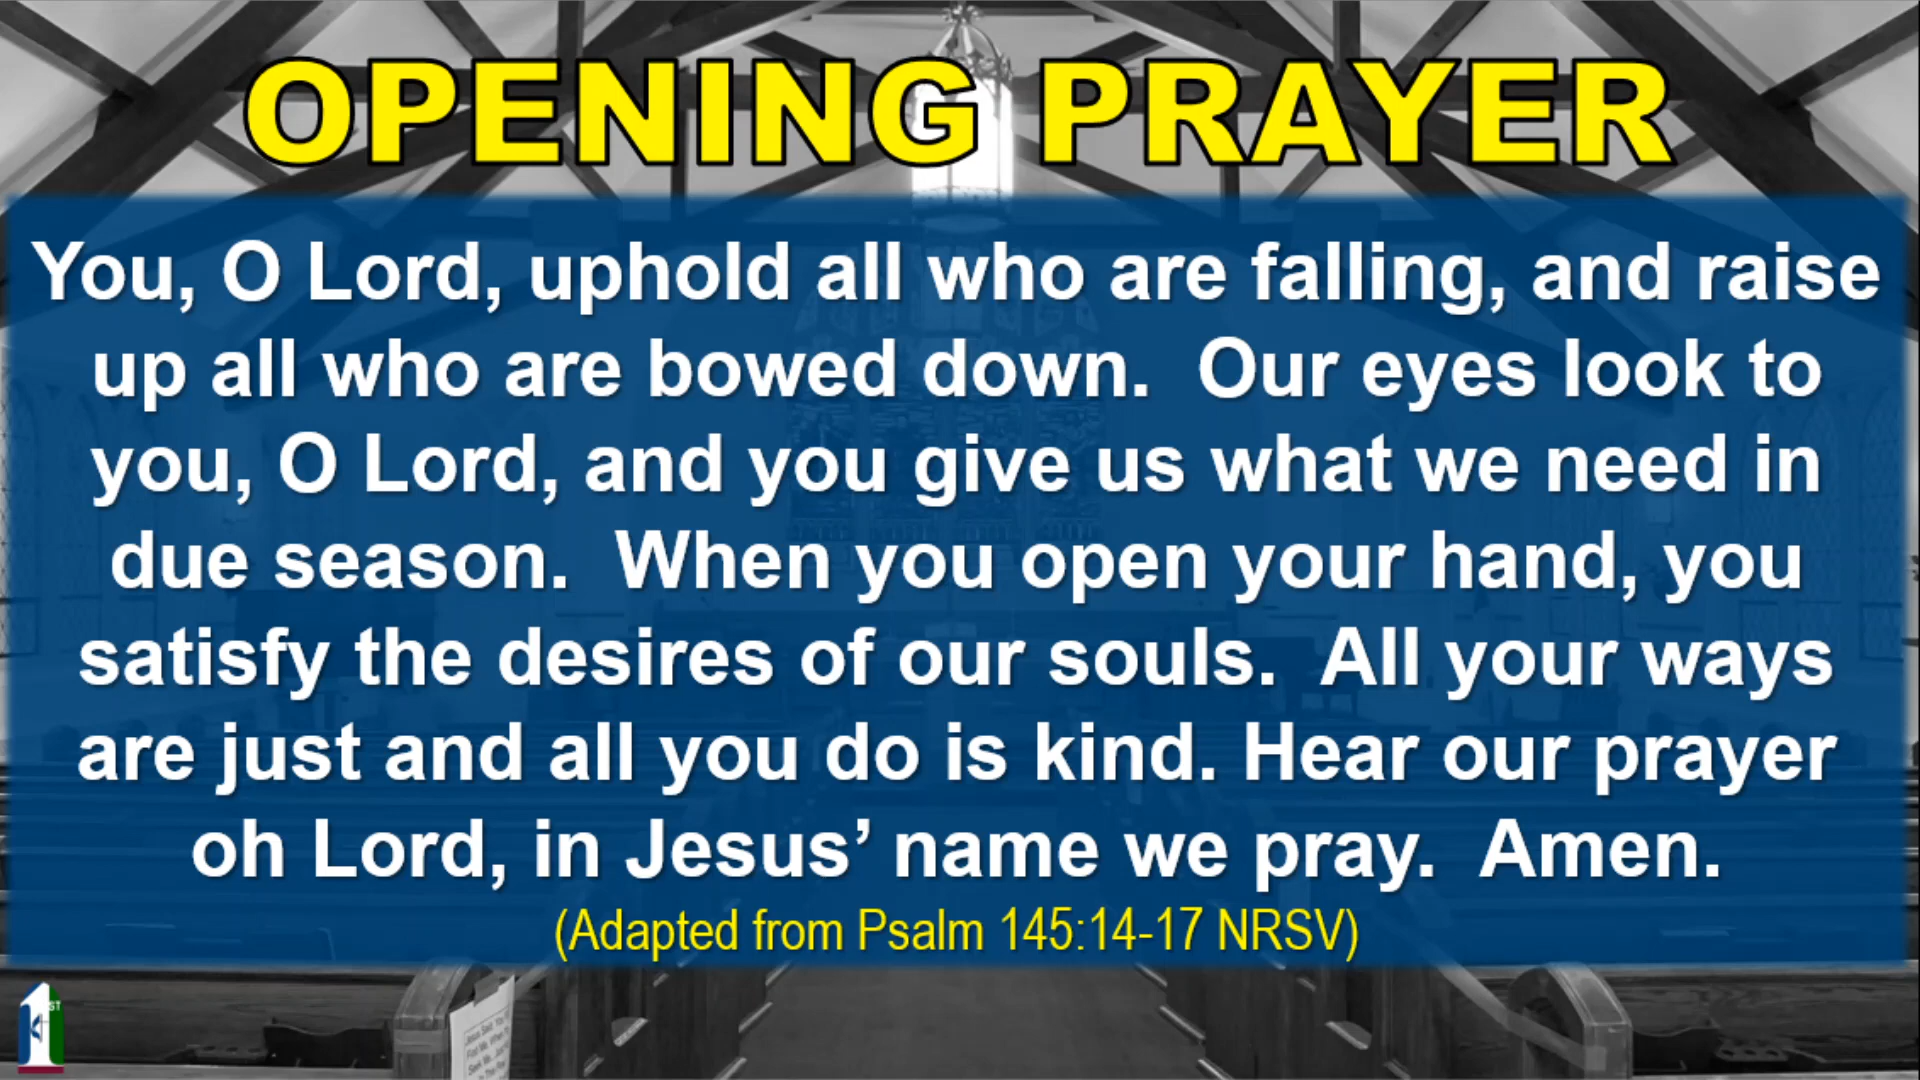 OPENING PRAYER
You, O Lord, uphold all who are falling, and raise
up all who are bowed down.  Our eyes look to
you, O Lord, and you give us what we need in
due season.  When you open your hand, you
satisfy the desires of our souls.  All your ways
are just and all you do is kind. Hear our prayer
oh Lord, in Jesus’ name we pray.  Amen.
(Adapted from Psalm 145:14-17 NRSV)
1ST